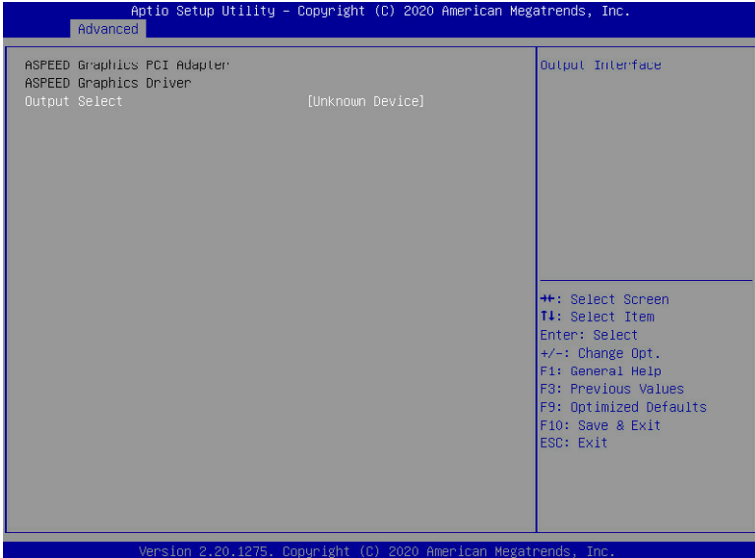 Aptio Setup Utility – Copyright (C) 2020 American Megatrends, Inc.
Advanced
ASPEED Graphics PCI Adapter
ASPEED Graphics Driver
Output Select [Unknown Device]
Output Interface
→←: Select Screen
↑↓: Select Item
Enter: Select
+/-: Change Opt.
F1: General Help
F3: Previous Values
F9: Optimized Defaults
F10: Save & Exit
ESC: Exit
Version 2.20.1275. Copyright (C) 2020 American Megatrends, Inc.